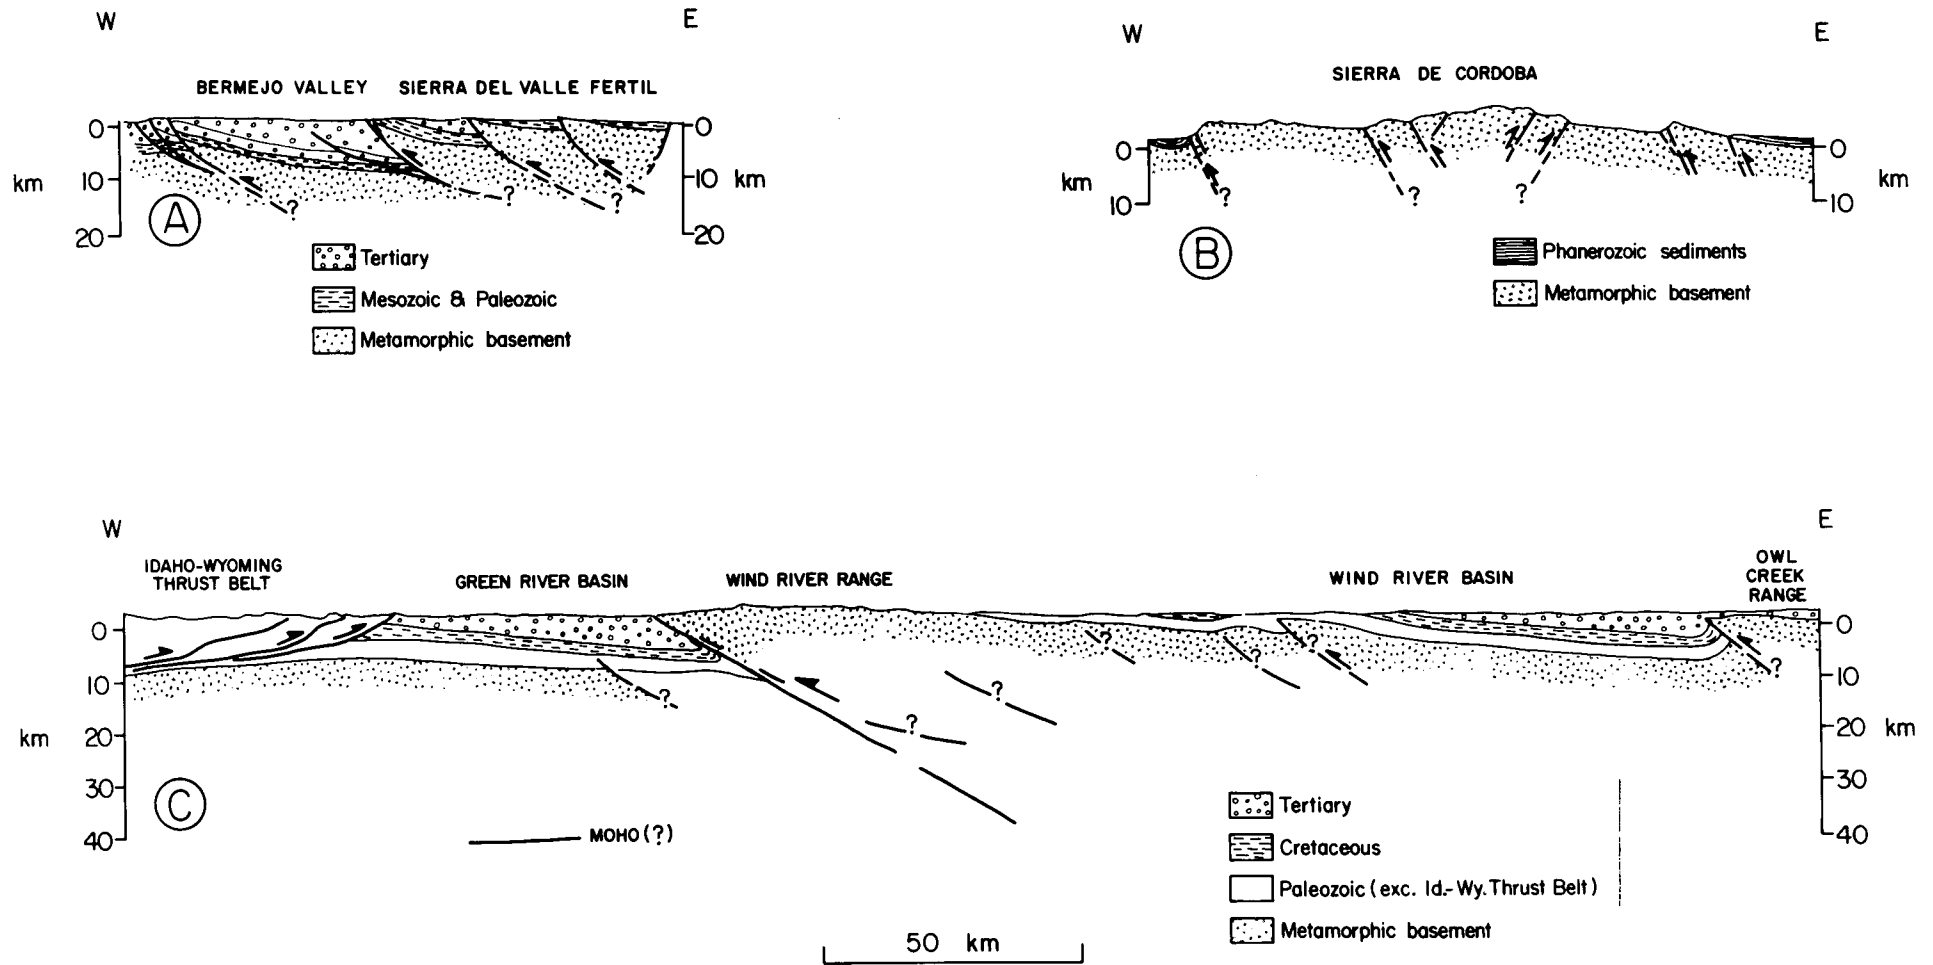 W
E
BERMEJO VALLEY SIERRA DEL VALLE FERTIL
0
0
km
10
10 km
?
?
?
A
20
20
Tertiary
Mesozoic & Paleozoic
Metamorphic basement
W
E
SIERRA DE CORDOBA
0
0
km
km
10
10
?
?
?
B
Phanerozoic sediments
Metamorphic basement
W
E
IDAHO-WYOMING
THRUST BELT
GREEN RIVER BASIN
WIND RIVER RANGE
WIND RIVER BASIN
OWL
CREEK
RANGE
0
0
?
?
?
?
10
10
?
?
?
km
20
20 km
30
30
C
40
40
MOHO (?)
Tertiary
Cretaceous
Paleozoic (exc. Id.-Wy. Thrust Belt)
Metamorphic basement
50 km